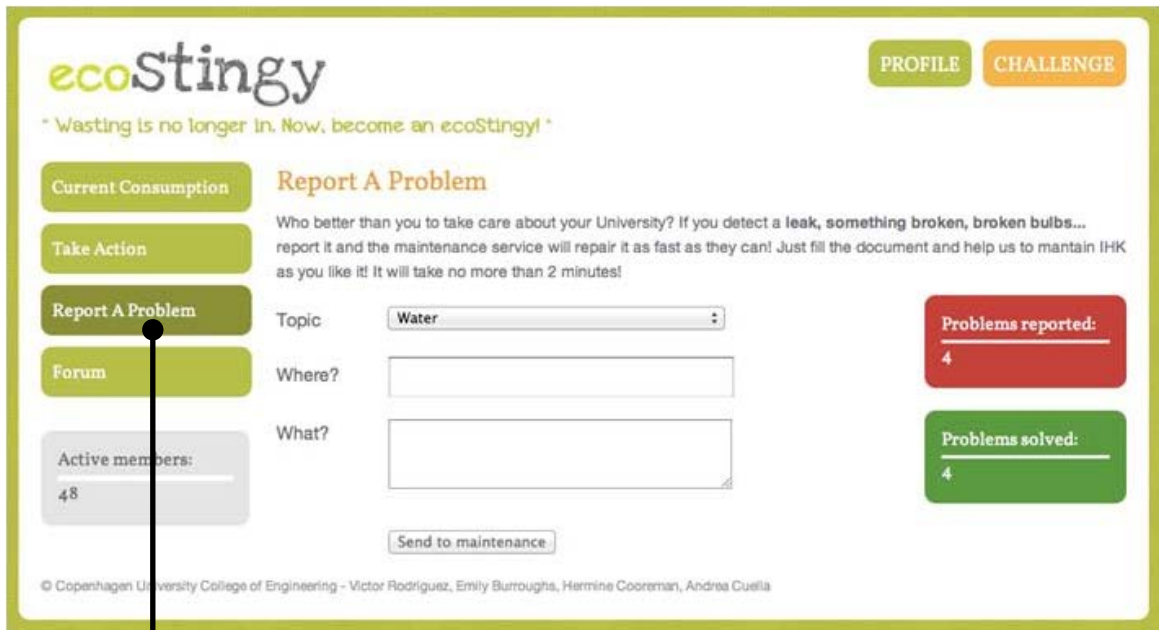 ecoStingy
PROFILE
CHALLENGE
" Wasting is no longer in. Now, become an ecoStingy! "
Current Consumption
Take Action
Report A Problem
Forum
Active members:
48
Report A Problem
Who better than you to take care about your University? If you detect a leak, something broken, broken bulbs...
report it and the maintenance service will repair it as fast as they can! Just fill the document and help us to mantain IHK
as you like it! It will take no more than 2 minutes!
Topic
Water
Where?
What?
Send to maintenance
Problems reported:
4
Problems solved:
4
© Copenhagen University College of Engineering - Victor Rodriguez, Emily Burroughs, Hermine Cooreman, Andrea Cuella